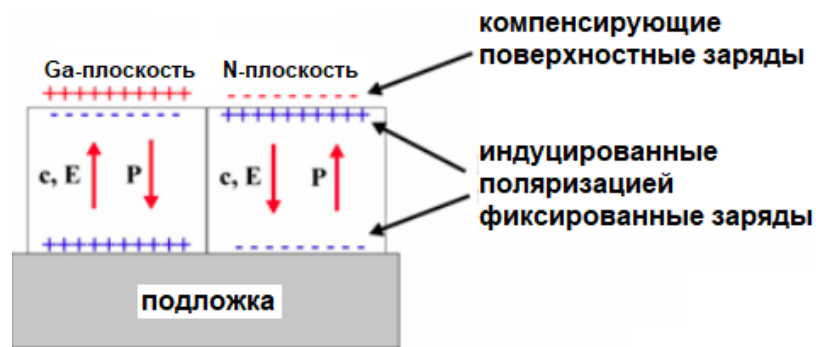 компенсирующие
поверхностные заряды
Ga-плоскость N-плоскость
+++++++++ --------
-------- +++++++++
c, E P c, E P
индуцированные
поляризацией
фиксированные заряды
+++++++++ --------
подложка